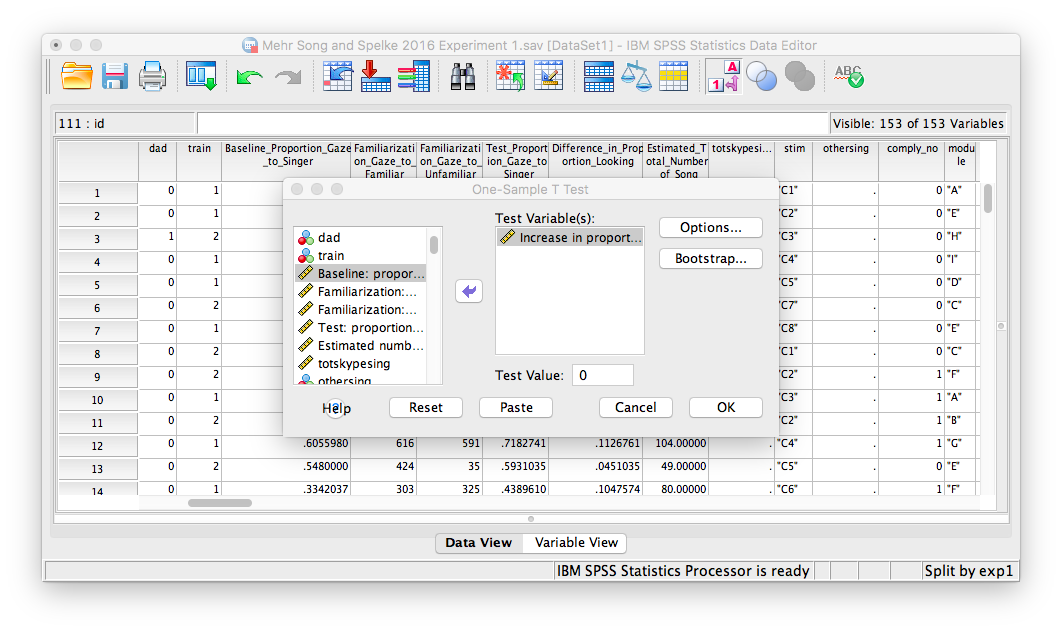 Mehr Song and Spelke 2016 Experiment 1.sav [DataSet1] - IBM SPSS Statistics Data Editor
A
1
ABC
111 : id
Visible: 153 of 153 Variables
dad train Baseline_Proportion_Gaze_to_Singer Familiarization_Gaze_to_Familiar Familiarization_Gaze_to_Unfamiliar Test_Proportion_Gaze_to_Singer Difference_in_Proportion_Looking Estimated_Total_Number_of_Song totskypesi... stim othersing comply_no module
1 0 1 "C1" . 0 "A"
2 0 1 "C2" . 0 "E"
3 1 2 "C3" . 0 "H"
4 0 1 "C4" . 0 "I"
5 0 1 "C5" . 0 "D"
6 0 2 "C7" . 0 "C"
7 0 1 "C8" . 0 "E"
8 0 2 "C1" . 0 "C"
9 0 2 "C2" . 1 "F"
10 0 1 "C3" . 1 "A"
11 0 2 "C2" . 1 "B"
12 0 1 .6055980 616 591 .7182741 .1126761 104.00000 . "C4" . 1 "G"
13 0 2 .5480000 424 35 .5931035 .0451035 49.00000 . "C5" . 0 "E"
14 0 1 .3342037 303 325 .4389610 .1047574 80.00000 . "C6" . 1 "F"
One-Sample T Test
dad
train
Baseline: propor...
Familiarization:...
Familiarization:...
Test: proportion...
Estimated numb...
totskypesing
othersing
Test Variable(s):
Increase in proport...
Options...
Bootstrap...
Test Value: 0
Help Reset Paste Cancel OK
Data View Variable View
IBM SPSS Statistics Processor is ready
Split by exp1